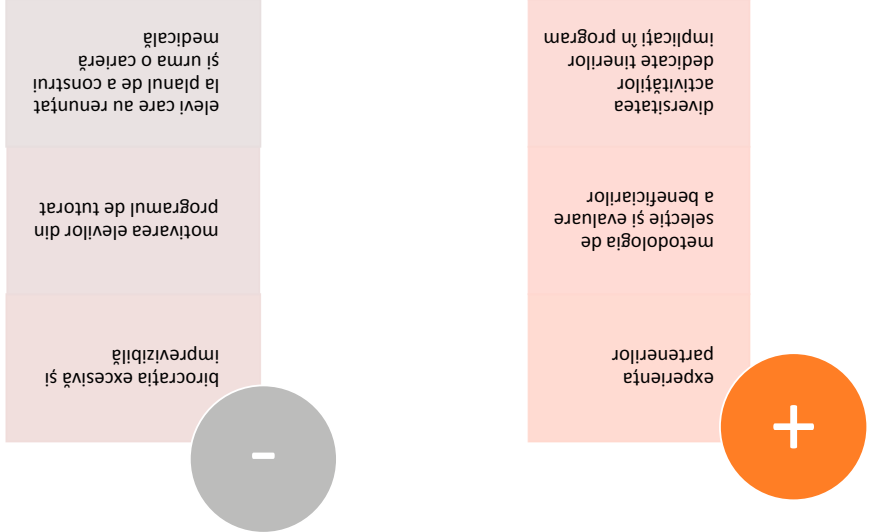 +
experiența
partenerilor
metodologia de
selecție și evaluare
a beneficiarilor
diversitatea
activităților
dedicate tinerilor
implicați în program
-
birocrația excesivă și
imprevizibilă
motivarea elevilor din
programul de tutorat
elevi care au renunțat
la planul de a construi
și urma o carieră
medicală